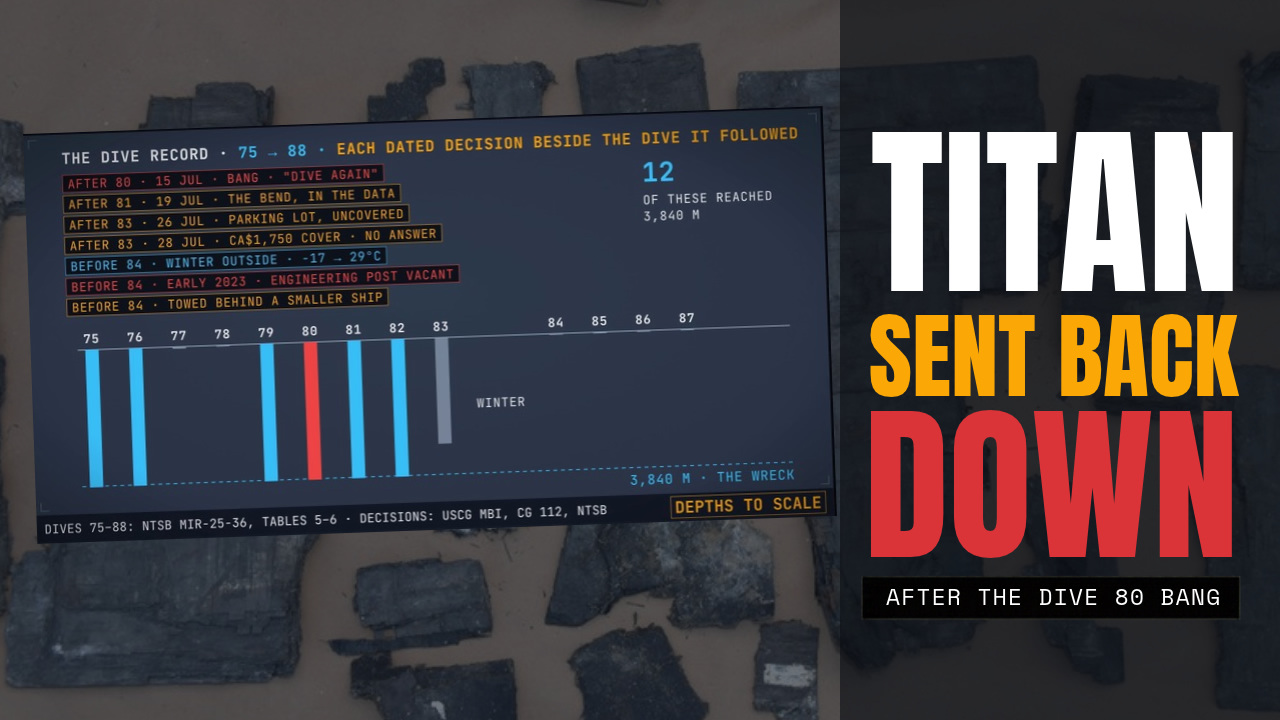 THE DIVE RECORD · 75 → 88 · EACH DATED DECISION BESIDE THE DIVE IT FOLLOWED
AFTER 80 · 15 JUL · BANG · "DIVE AGAIN"
AFTER 81 · 19 JUL · THE BEND, IN THE DATA
AFTER 83 · 26 JUL · PARKING LOT, UNCOVERED
AFTER 83 · 28 JUL · CA$1,750 COVER · NO ANSWER
BEFORE 84 · WINTER OUTSIDE · -17 → 29°C
BEFORE 84 · EARLY 2023 · ENGINEERING POST VACANT
BEFORE 84 · TOWED BEHIND A SMALLER SHIP
12
OF THESE REACHED
3,840 M
75 76 77 78 79 80 81 82 83 84 85 86 87
WINTER
3,840 M · THE WRECK
DIVES 75-88: NTSB MIR-25-36, TABLES 5-6 · DECISIONS: USCG MBI, CG 112, NTSB
DEPTHS TO SCALE
TITAN
SENT BACK
DOWN
AFTER THE DIVE 80 BANG